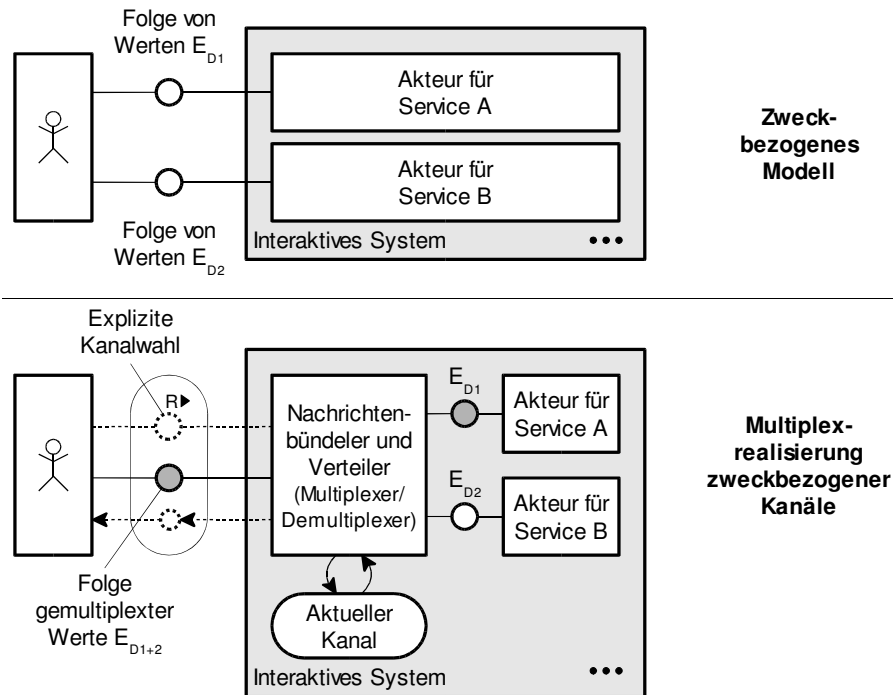 Folge von
Werten E_D1
Akteur für
Service A
Akteur für
Service B
Folge von
Werten E_D2
Interaktives System
•••
Zweck-
bezogenes
Modell
Explizite
Kanalwahl
R
Nachrichten-
bündeler und
Verteiler
(Multiplexer/
Demultiplexer)
E_D1
Akteur für
Service A
E_D2
Akteur für
Service B
Folge
gemultiplexter
Werte E_D1+2
Aktueller
Kanal
Interaktives System
•••
Multiplex-
realisierung
zweckbezogener
Kanäle